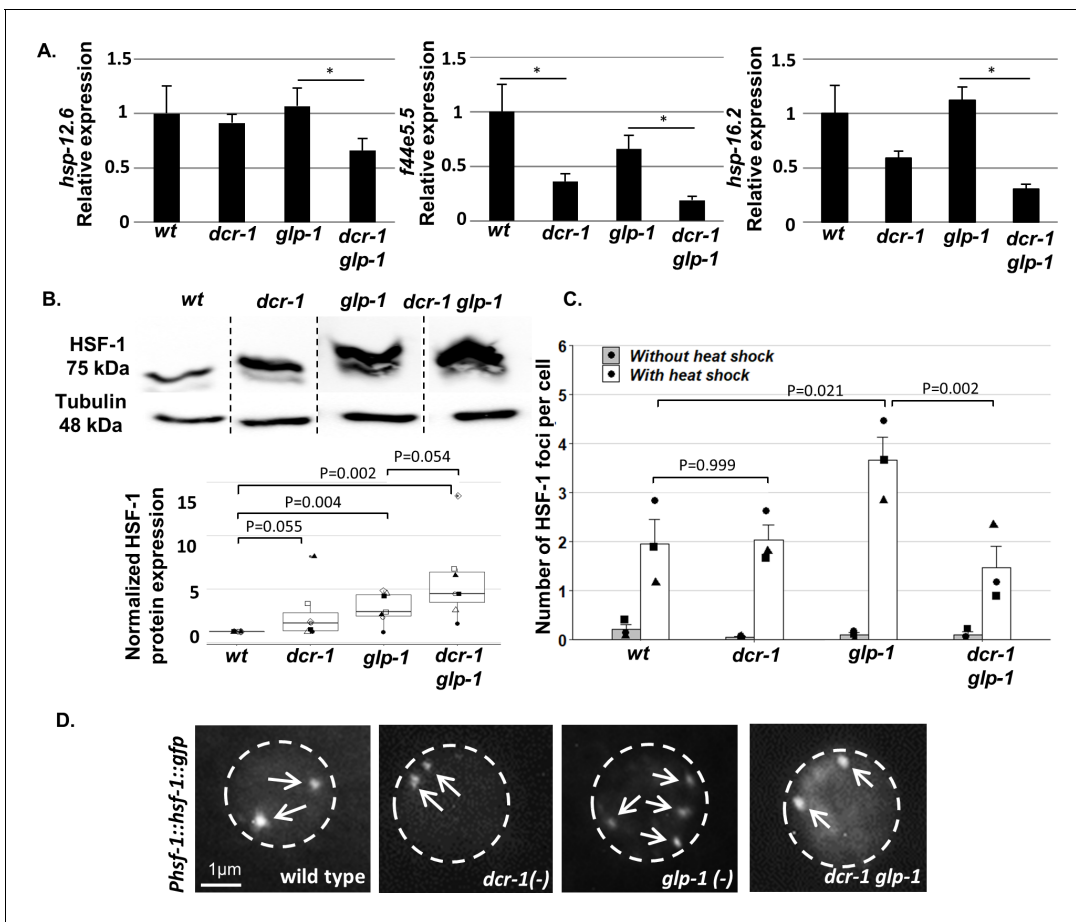 A.
hsp-12.6
Relative expression
1.5
1
0.5
0
*
wt
dcr-1
glp-1
dcr-1
glp-1
f44e5.5
Relative expression
1.5
1
0.5
0
*
*
wt
dcr-1
glp-1
dcr-1
glp-1
hsp-16.2
Relative expression
1.5
1
0.5
0
*
wt
dcr-1
glp-1
dcr-1
glp-1
B.
wt
dcr-1
glp-1
dcr-1 glp-1
HSF-1
75 kDa
Tubulin
48 kDa
Normalized HSF-1
protein expression
15
10
5
0
P=0.054
P=0.002
P=0.004
P=0.055
wt
dcr-1
glp-1
dcr-1
glp-1
C.
Number of HSF-1 foci per cell
6
5
4
3
2
1
0
Without heat shock
With heat shock
P=0.021
P=0.002
P=0.999
wt
dcr-1
glp-1
dcr-1
glp-1
D.
Phsf-1::hsf-1::gfp
1µm
wild type
dcr-1(-)
glp-1 (-)
dcr-1 glp-1